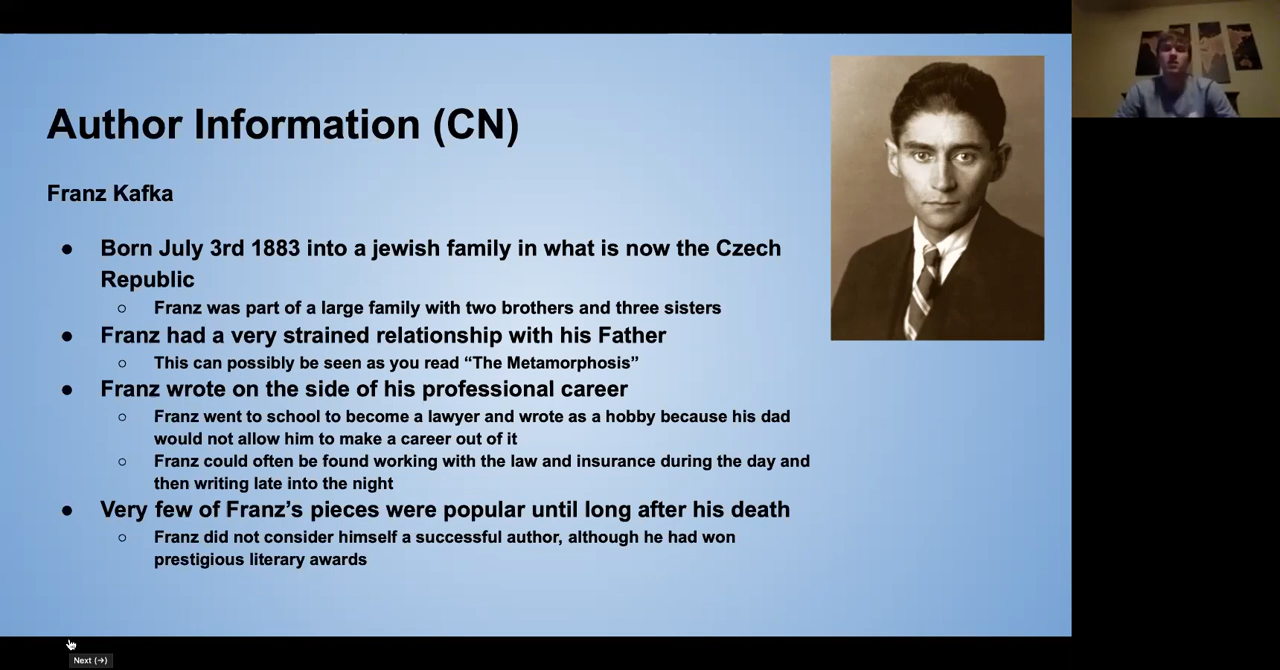 Author Information (CN)
Franz Kafka
● Born July 3rd 1883 into a jewish family in what is now the Czech
Republic
○ Franz was part of a large family with two brothers and three sisters
● Franz had a very strained relationship with his Father
○ This can possibly be seen as you read “The Metamorphosis”
● Franz wrote on the side of his professional career
○ Franz went to school to become a lawyer and wrote as a hobby because his dad
would not allow him to make a career out of it
○ Franz could often be found working with the law and insurance during the day and
then writing late into the night
● Very few of Franz’s pieces were popular until long after his death
○ Franz did not consider himself a successful author, although he had won
prestigious literary awards
Next (→)